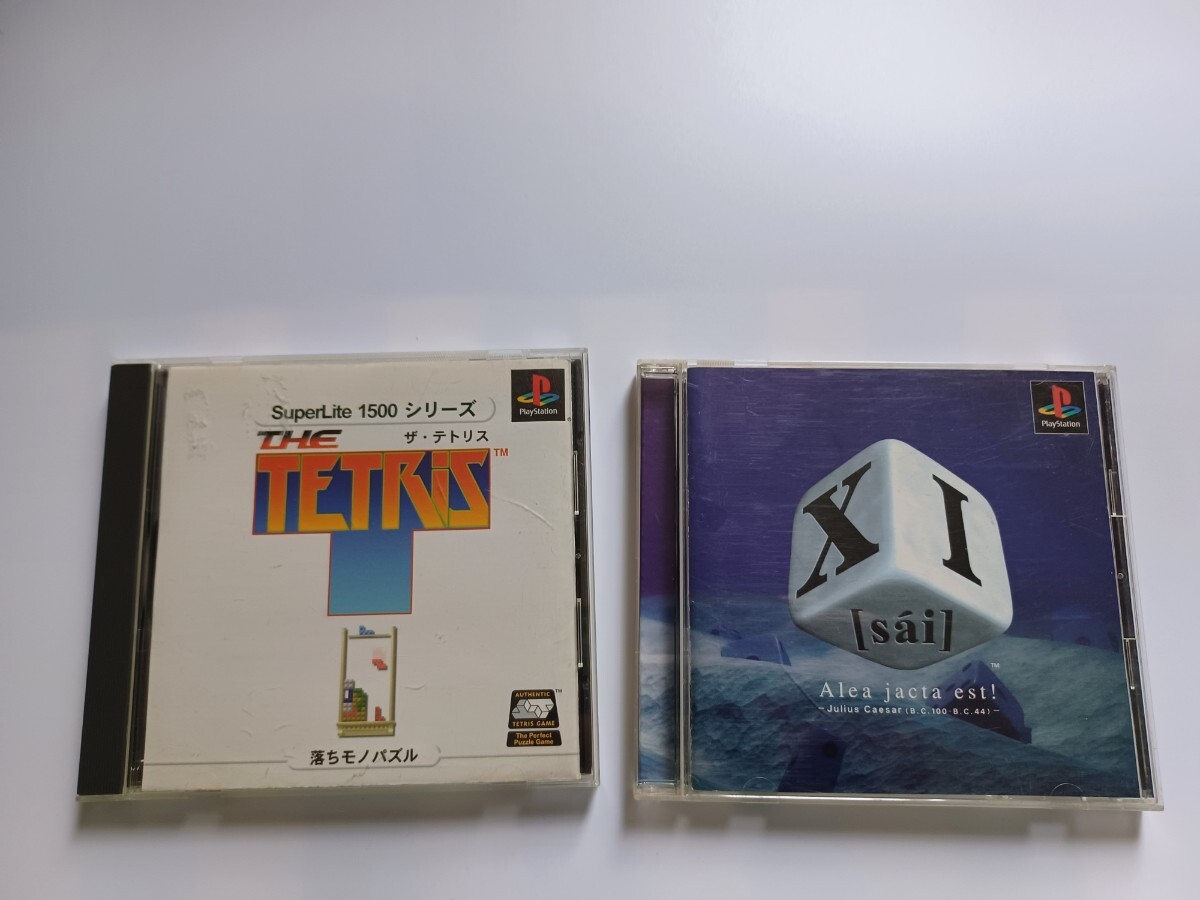 SuperLite 1500 シリーズ
PlayStation
THE
ザ・テトリス
TETRiS™
AUTHENTIC
TETRIS GAME
™
The Perfect
Puzzle Game
落ちモノパズル
PlayStation
XI
[sái]
™
Alea jacta est!
–Julius Caesar (B.C.100-B.C.44)–